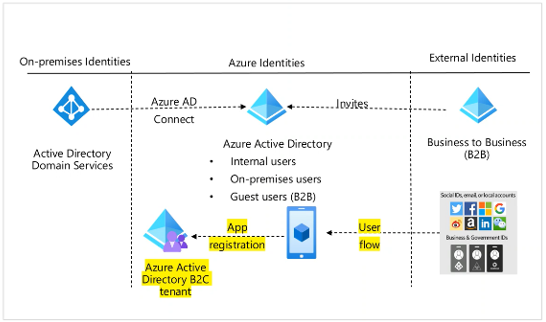 On-premises Identities
Azure Identities
External Identities
Azure AD
Connect
Invites
Active Directory
Domain Services
Azure Active Directory
Business to Business
(B2B)
• Internal users
• On-premises users
• Guest users (B2B)
Social IDs, email, or local accounts
Business & Government IDs
App
registration
User
flow
Azure Active
Directory B2C
tenant